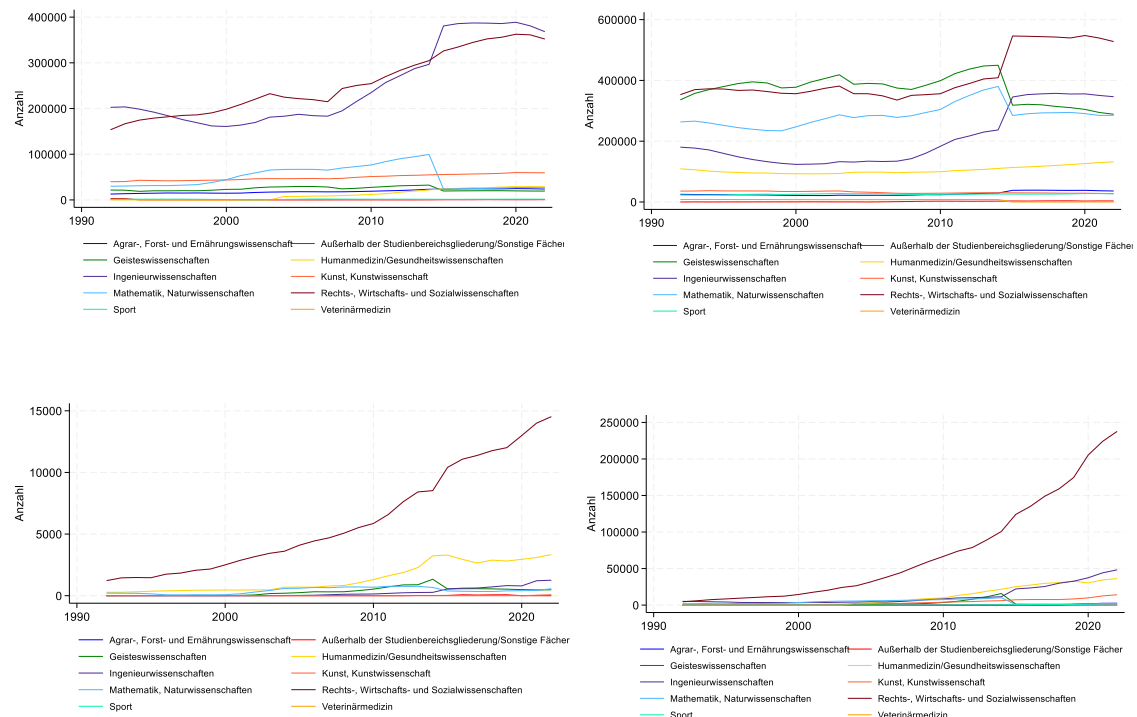 400000
300000
200000
100000
0
Anzahl
1990
2000
2010
2020
Agrar-, Forst- und Ernährungswissenschaft
Außerhalb der Studienbereichsgliederung/Sonstige Fächer
Geisteswissenschaften
Humanmedizin/Gesundheitswissenschaften
Ingenieurwissenschaften
Kunst, Kunstwissenschaft
Mathematik, Naturwissenschaften
Rechts-, Wirtschafts- und Sozialwissenschaften
Sport
Veterinärmedizin
600000
400000
200000
0
Anzahl
1990
2000
2010
2020
Agrar-, Forst- und Ernährungswissenschaft
Außerhalb der Studienbereichsgliederung/Sonstige Fächer
Geisteswissenschaften
Humanmedizin/Gesundheitswissenschaften
Ingenieurwissenschaften
Kunst, Kunstwissenschaft
Mathematik, Naturwissenschaften
Rechts-, Wirtschafts- und Sozialwissenschaften
Sport
Veterinärmedizin
15000
10000
5000
0
Anzahl
1990
2000
2010
2020
Agrar-, Forst- und Ernährungswissenschaft
Außerhalb der Studienbereichsgliederung/Sonstige Fächer
Geisteswissenschaften
Humanmedizin/Gesundheitswissenschaften
Ingenieurwissenschaften
Kunst, Kunstwissenschaft
Mathematik, Naturwissenschaften
Rechts-, Wirtschafts- und Sozialwissenschaften
Sport
Veterinärmedizin
250000
200000
150000
100000
50000
0
Anzahl
1990
2000
2010
2020
Agrar-, Forst- und Ernährungswissenschaft
Außerhalb der Studienbereichsgliederung/Sonstige Fächer
Geisteswissenschaften
Humanmedizin/Gesundheitswissenschaften
Ingenieurwissenschaften
Kunst, Kunstwissenschaft
Mathematik, Naturwissenschaften
Rechts-, Wirtschafts- und Sozialwissenschaften
Sport
Veterinärmedizin